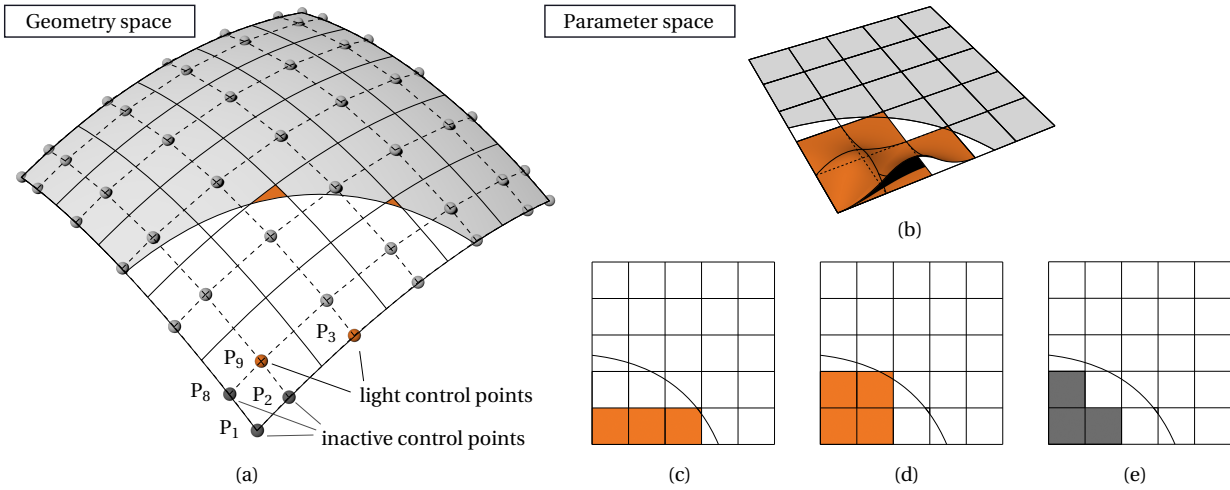 Geometry space
Parameter space
P₃
P₉
light control points
P₈
P₂
P₁
inactive control points
(a)
(b)
(c)
(d)
(e)